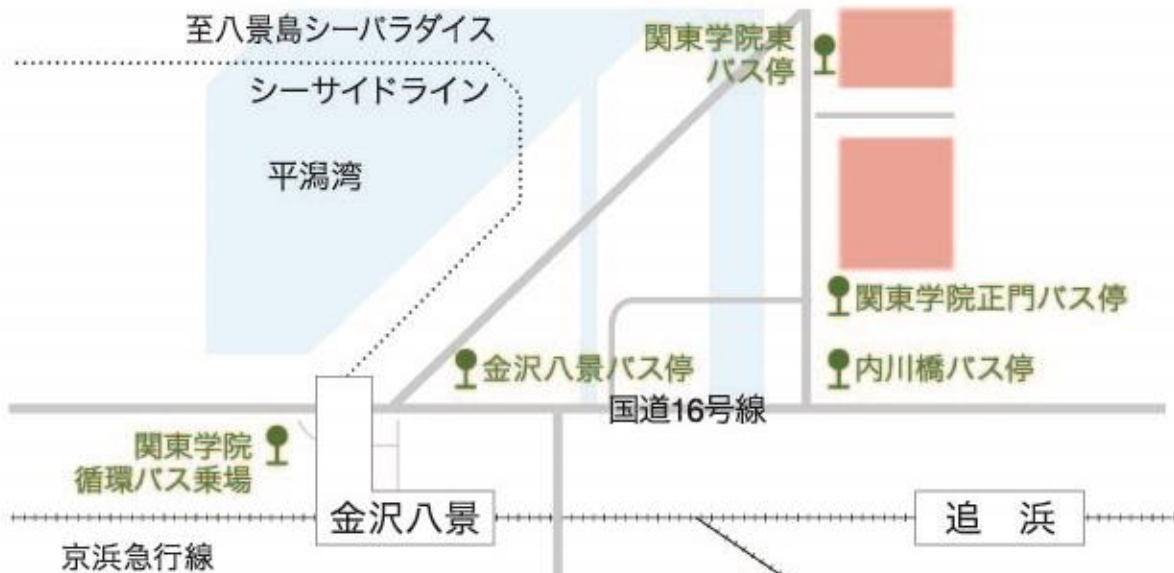 至八景島シーパラダイス
シーサイドライン
平潟湾
関東学院東
バス停
関東学院正門バス停
金沢八景バス停
内川橋バス停
国道16号線
関東学院
循環バス乗場
金沢八景
追 浜
京浜急行線